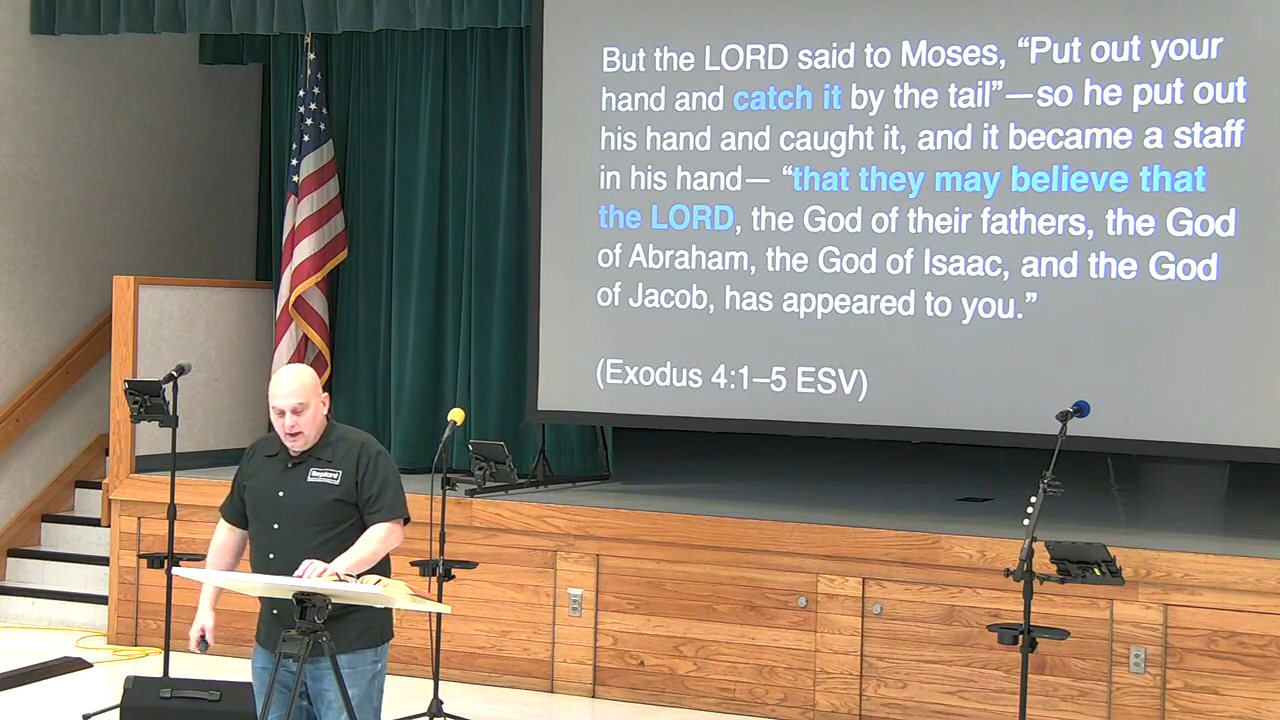 But the LORD said to Moses, “Put out your
hand and catch it by the tail”—so he put out
his hand and caught it, and it became a staff
in his hand— “that they may believe that
the LORD, the God of their fathers, the God
of Abraham, the God of Isaac, and the God
of Jacob, has appeared to you.”
(Exodus 4:1–5 ESV)